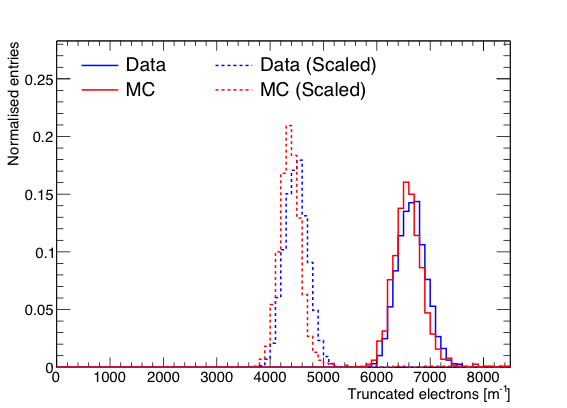 Normalised entries
Data
Data (Scaled)
MC
MC (Scaled)
0.25
0.2
0.15
0.1
0.05
0
0 1000 2000 3000 4000 5000 6000 7000 8000
Truncated electrons [m⁻¹]